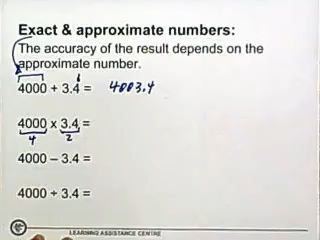 Exact & approximate numbers:
The accuracy of the result depends on the
approximate number.
4000 + 3.4 = 4003.4
4000 x 3.4 =
4 2
4000 – 3.4 =
4000 ÷ 3.4 =
LEARNING ASSISTANCE CENTRE